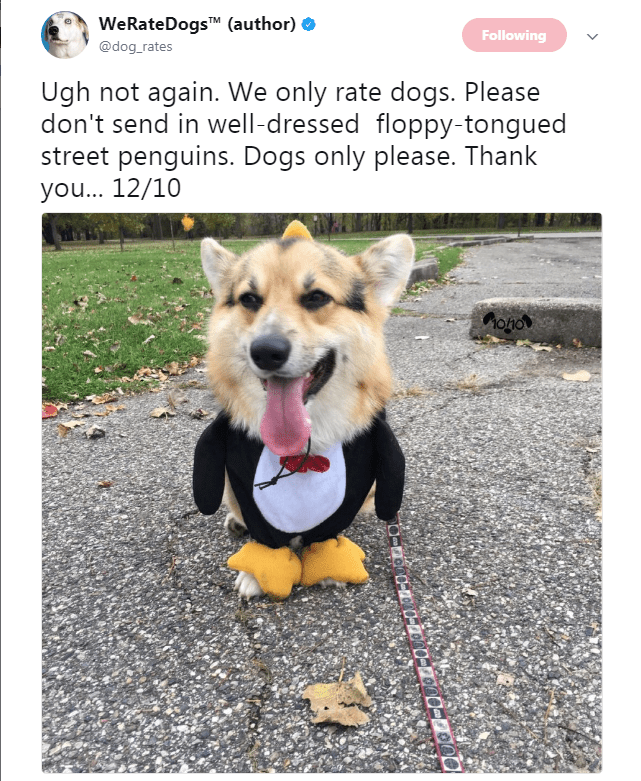 WeRateDogs™ (author)
Following
@dog_rates
Ugh not again. We only rate dogs. Please
don't send in well-dressed  floppy-tongued
street penguins. Dogs only please. Thank
you... 12/10
10/10